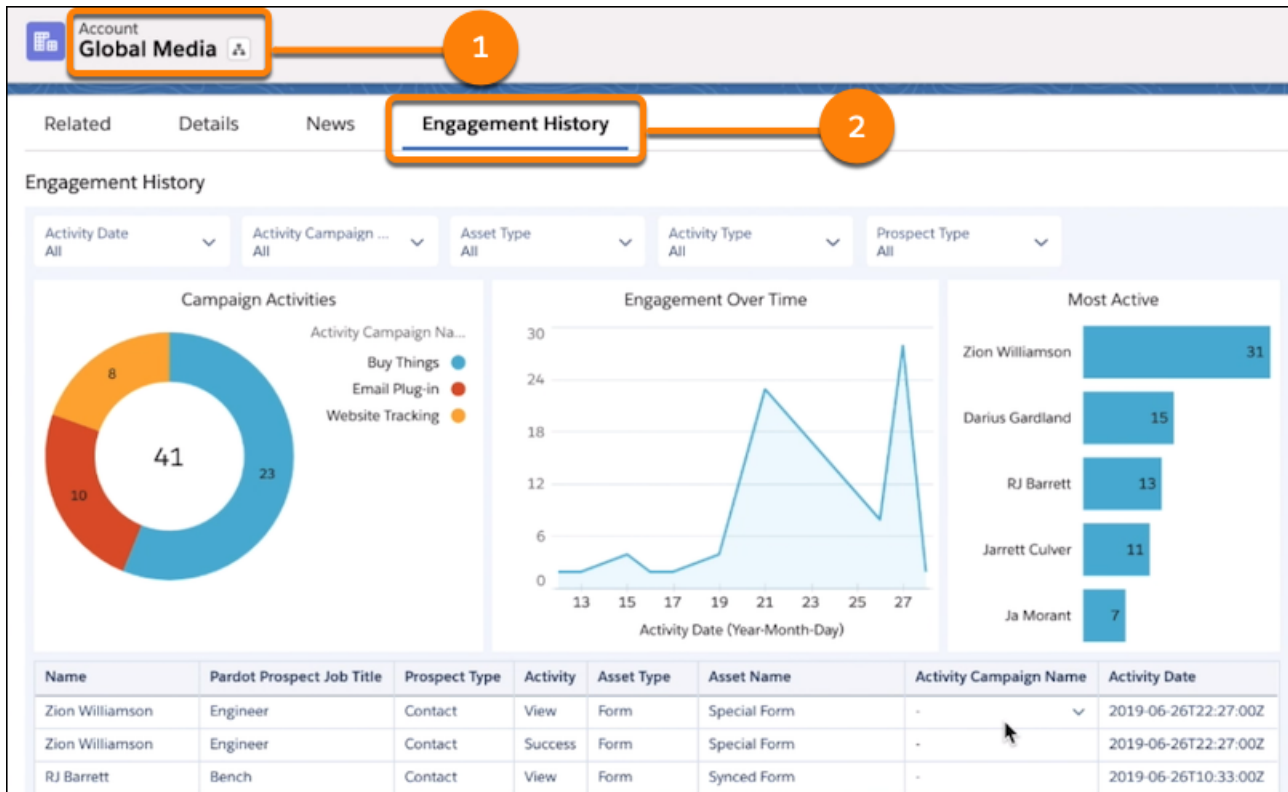 Account
Global Media
1
Related Details News Engagement History
2
Engagement History
Activity Date
All
Activity Campaign ...
All
Asset Type
All
Activity Type
All
Prospect Type
All
Campaign Activities
Activity Campaign Na...
Buy Things
Email Plug-in
Website Tracking
8
41
23
10
Engagement Over Time
30
24
18
12
6
0
13 15 17 19 21 23 25 27
Activity Date (Year-Month-Day)
Most Active
Zion Williamson 31
Darius Gardland 15
RJ Barrett 13
Jarrett Culver 11
Ja Morant 7
Name Pardot Prospect Job Title Prospect Type Activity Asset Type Asset Name Activity Campaign Name Activity Date
Zion Williamson Engineer Contact View Form Special Form - 2019-06-26T22:27:00Z
Zion Williamson Engineer Contact Success Form Special Form - 2019-06-26T22:27:00Z
RJ Barrett Bench Contact View Form Synced Form - 2019-06-26T10:33:00Z